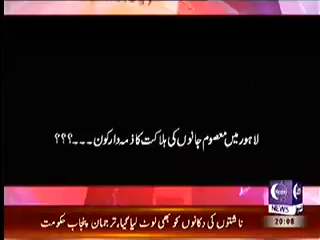 لاہور میں معصوم جانوں کی ہلاکت کا ذمہ دار کون ۔۔۔؟؟؟
NEWS
20:08
ناشتوں کی دکانوں کو بھی لوٹ لیا گیا، ترجمان پنجاب حکومت